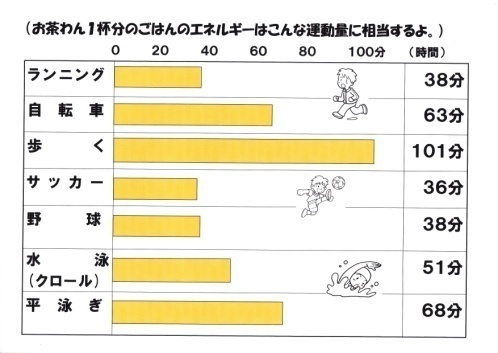 (お茶わん1杯分のごはんのエネルギーはこんな運動量に相当するよ。)
0 20 40 60 80 100分 (時間)
ランニング 38分
自転車 63分
歩く 101分
サッカー 36分
野球 38分
水泳 51分
(クロール)
平泳ぎ 68分